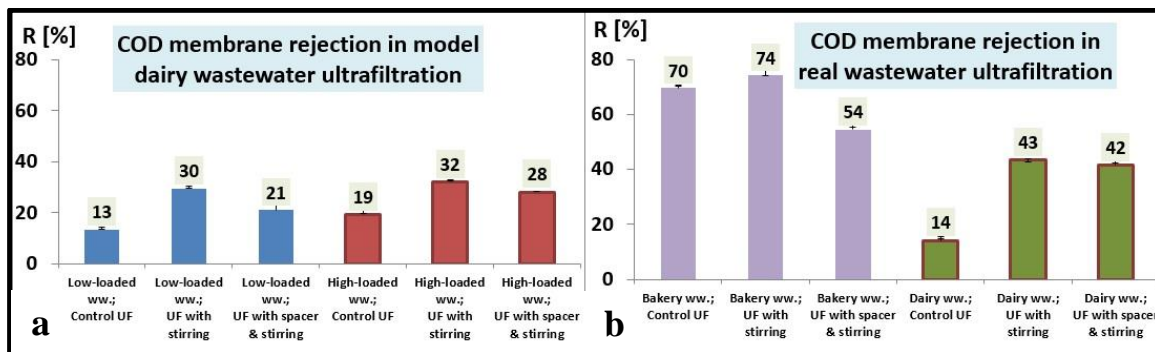 R [%]
COD membrane rejection in model
dairy wastewater ultrafiltration
80
60
40
20
0
13
30
21
19
32
28
Low-loaded
ww.;
Control UF
Low-loaded
ww.;
UF with
stirring
Low-loaded
ww.;
UF with spacer
& stirring
High-loaded
ww.;
Control UF
High-loaded
ww.;
UF with
stirring
High-loaded
ww.;
UF with spacer
& stirring
a
R [%]
COD membrane rejection in
real wastewater ultrafiltration
80
60
40
20
0
70
74
54
14
43
42
Bakery ww.;
Control UF
Bakery ww.;
UF with
stirring
Bakery ww.;
UF with spacer
& stirring
Dairy ww.;
Control UF
Dairy ww.;
UF with
stirring
Dairy ww.;
UF with spacer
& stirring
b